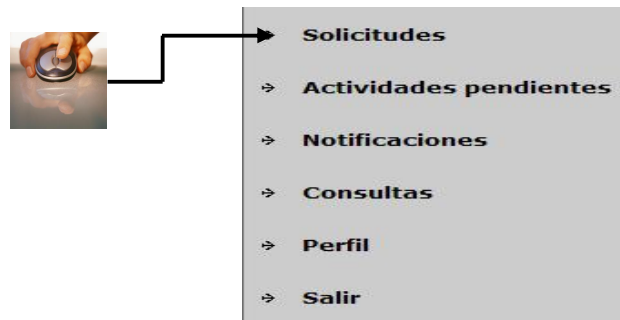 Solicitudes
Actividades pendientes
Notificaciones
Consultas
Perfil
Salir